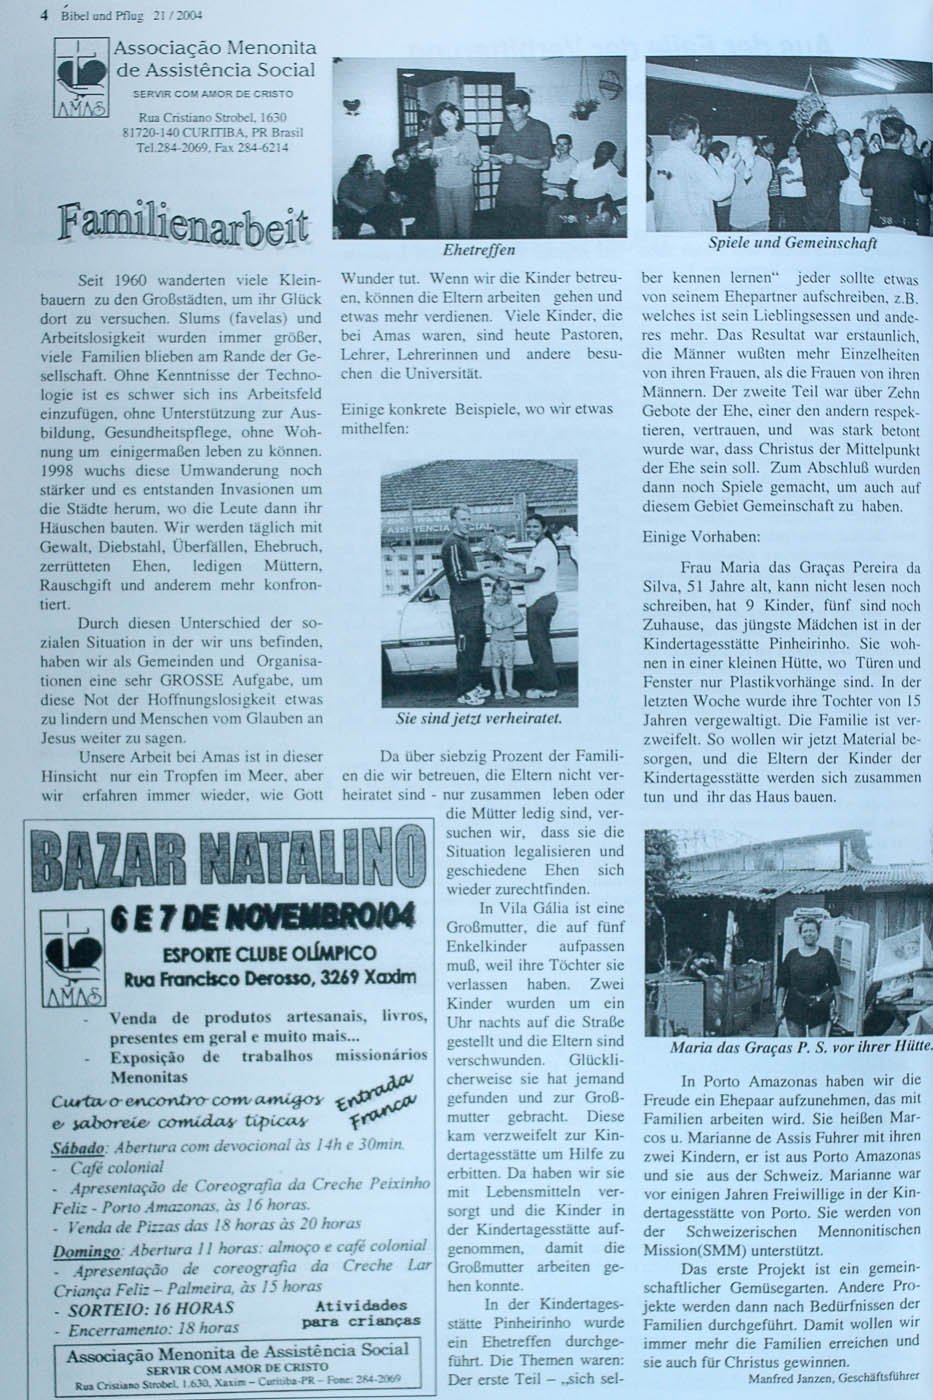 4 Bibel und Pflug 21 / 2004
AMAS
Associação Menonita
de Assistência Social
SERVIR COM AMOR DE CRISTO
Rua Cristiano Strobel, 1630
81720-140 CURITIBA, PR Brasil
Tel.284-2069, Fax 284-6214
Familienarbeit
Seit 1960 wanderten viele Klein-
bauern zu den Großstädten, um ihr Glück
dort zu versuchen. Slums (favelas) und
Arbeitslosigkeit wurden immer größer,
viele Familien blieben am Rande der Ge-
sellschaft. Ohne Kenntnisse der Techno-
logie ist es schwer sich ins Arbeitsfeld
einzufügen, ohne Unterstützung zur Aus-
bildung, Gesundheitspflege, ohne Woh-
nung um einigermaßen leben zu können.
1998 wuchs diese Umwanderung noch
stärker und es entstanden Invasionen um
die Städte herum, wo die Leute dann ihr
Häuschen bauten. Wir werden täglich mit
Gewalt, Diebstahl, Überfällen, Ehebruch,
zerrütteten Ehen, ledigen Müttern,
Rauschgift und anderem mehr konfron-
tiert.
Durch diesen Unterschied der so-
zialen Situation in der wir uns befinden,
haben wir als Gemeinden und Organisa-
tionen eine sehr GROSSE Aufgabe, um
diese Not der Hoffnungslosigkeit etwas
zu lindern und Menschen vom Glauben an
Jesus weiter zu sagen.
Unsere Arbeit bei Amas ist in dieser
Hinsicht nur ein Tropfen im Meer, aber
wir erfahren immer wieder, wie Gott
Ehetreffen
Wunder tut. Wenn wir die Kinder betreu-
en, können die Eltern arbeiten gehen und
etwas mehr verdienen. Viele Kinder, die
bei Amas waren, sind heute Pastoren,
Lehrer, Lehrerinnen und andere besu-
chen die Universität.
Einige konkrete Beispiele, wo wir etwas
mithelfen:
ASSISTENCIA SOCIAL
Sie sind jetzt verheiratet.
Da über siebzig Prozent der Famili-
en die wir betreuen, die Eltern nicht ver-
heiratet sind - nur zusammen leben oder
die Mütter ledig sind, ver-
suchen wir, dass sie die
Situation legalisieren und
geschiedene Ehen sich
wieder zurechtfinden.
In Vila Gália ist eine
Großmutter, die auf fünf
Enkelkinder aufpassen
muß, weil ihre Töchter sie
verlassen haben. Zwei
Kinder wurden um ein
Uhr nachts auf die Straße
gestellt und die Eltern sind
verschwunden. Glückli-
cherweise sie hat jemand
gefunden und zur Groß-
mutter gebracht. Diese
kam verzweifelt zur Kin-
dertagesstätte um Hilfe zu
erbitten. Da haben wir sie
mit Lebensmitteln ver-
sorgt und die Kinder in
der Kindertagesstätte auf-
genommen, damit die
Großmutter arbeiten ge-
hen konnte.
In der Kindertages-
stätte Pinheirinho wurde
ein Ehetreffen durchge-
führt. Die Themen waren:
Der erste Teil – „sich sel-
Spiele und Gemeinschaft
ber kennen lernen“ jeder sollte etwas
von seinem Ehepartner aufschreiben, z.B.
welches ist sein Lieblingsessen und ande-
res mehr. Das Resultat war erstaunlich,
die Männer wußten mehr Einzelheiten
von ihren Frauen, als die Frauen von ihren
Männern. Der zweite Teil war über Zehn
Gebote der Ehe, einer den andern respek-
tieren, vertrauen, und was stark betont
wurde war, dass Christus der Mittelpunkt
der Ehe sein soll. Zum Abschluß wurden
dann noch Spiele gemacht, um auch auf
diesem Gebiet Gemeinschaft zu haben.
Einige Vorhaben:
Frau Maria das Graças Pereira da
Silva, 51 Jahre alt, kann nicht lesen noch
schreiben, hat 9 Kinder, fünf sind noch
Zuhause, das jüngste Mädchen ist in der
Kindertagesstätte Pinheirinho. Sie woh-
nen in einer kleinen Hütte, wo Türen und
Fenster nur Plastikvorhänge sind. In der
letzten Woche wurde ihre Tochter von 15
Jahren vergewaltigt. Die Familie ist ver-
zweifelt. So wollen wir jetzt Material be-
sorgen, und die Eltern der Kinder der
Kindertagesstätte werden sich zusammen
tun und ihr das Haus bauen.
Maria das Graças P. S. vor ihrer Hütte.
In Porto Amazonas haben wir die
Freude ein Ehepaar aufzunehmen, das mit
Familien arbeiten wird. Sie heißen Mar-
cos u. Marianne de Assis Fuhrer mit ihren
zwei Kindern, er ist aus Porto Amazonas
und sie aus der Schweiz. Marianne war
vor einigen Jahren Freiwillige in der Kin-
dertagesstätte von Porto. Sie werden von
der Schweizerischen Mennonitischen
Mission(SMM) unterstützt.
Das erste Projekt ist ein gemein-
schaftlicher Gemüsegarten. Andere Pro-
jekte werden dann nach Bedürfnissen der
Familien durchgeführt. Damit wollen wir
immer mehr die Familien erreichen und
sie auch für Christus gewinnen.
Manfred Janzen, Geschäftsführer
BAZAR NATALINO
6 E 7 DE NOVEMBRO/04
AMAS
ESPORTE CLUBE OLÍMPICO
Rua Francisco Derosso, 3269 Xaxim
- Venda de produtos artesanais, livros,
presentes em geral e muito mais...
- Exposição de trabalhos missionários
Menonitas
Curta o encontro com amigos
e saboreie comidas típicas
Entrada
Franca
Sábado: Abertura com devocional às 14h e 30min.
- Café colonial
- Apresentação de Coreografia da Creche Peixinho
Feliz - Porto Amazonas, às 16 horas.
- Venda de Pizzas das 18 horas às 20 horas
Domingo: Abertura 11 horas: almoço e café colonial
- Apresentação de coreografia da Creche Lar
Criança Feliz – Palmeira, às 15 horas
- SORTEIO: 16 HORAS
- Encerramento: 18 horas
Atividades
para crianças
Associação Menonita de Assistência Social
SERVIR COM AMOR DE CRISTO
Rua Cristiano Strobel, 1.630, Xaxim – Curitiba-PR – Fone: 284-2069